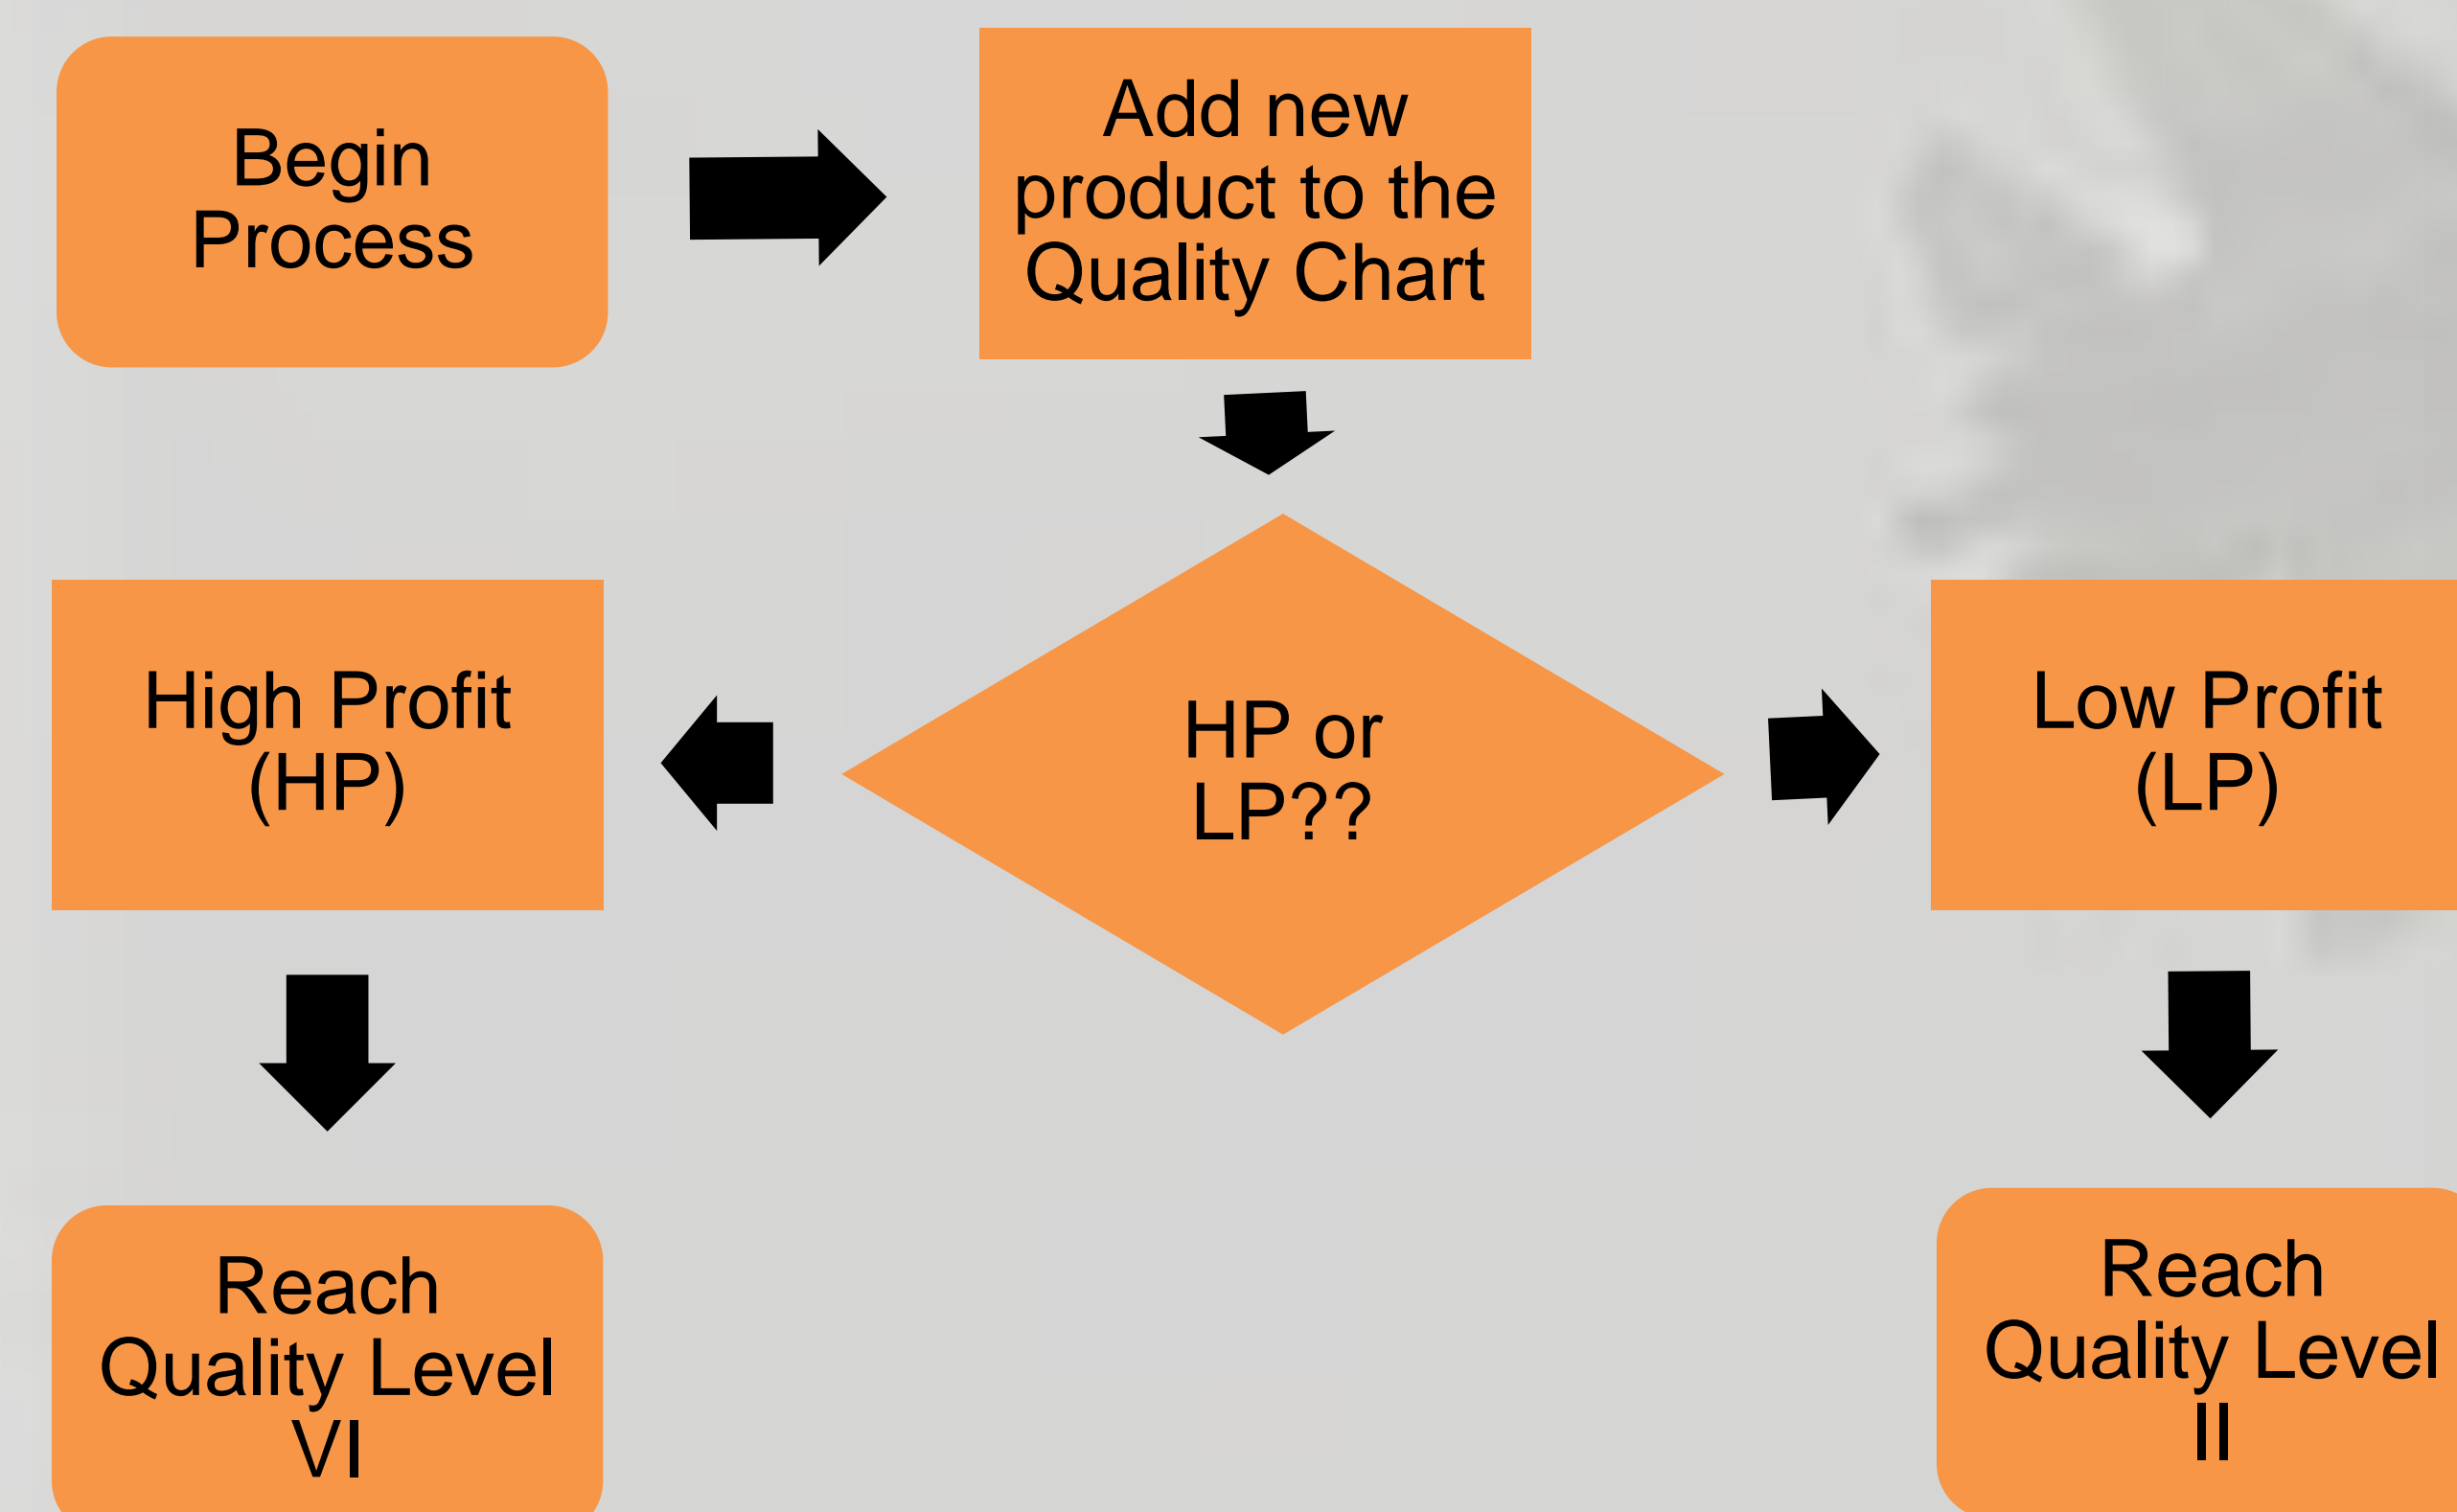 Begin
Process
Add new
product to the
Quality Chart
High Profit
(HP)
HP or
LP??
Low Profit
(LP)
Reach
Quality Level
VI
Reach
Quality Level
II